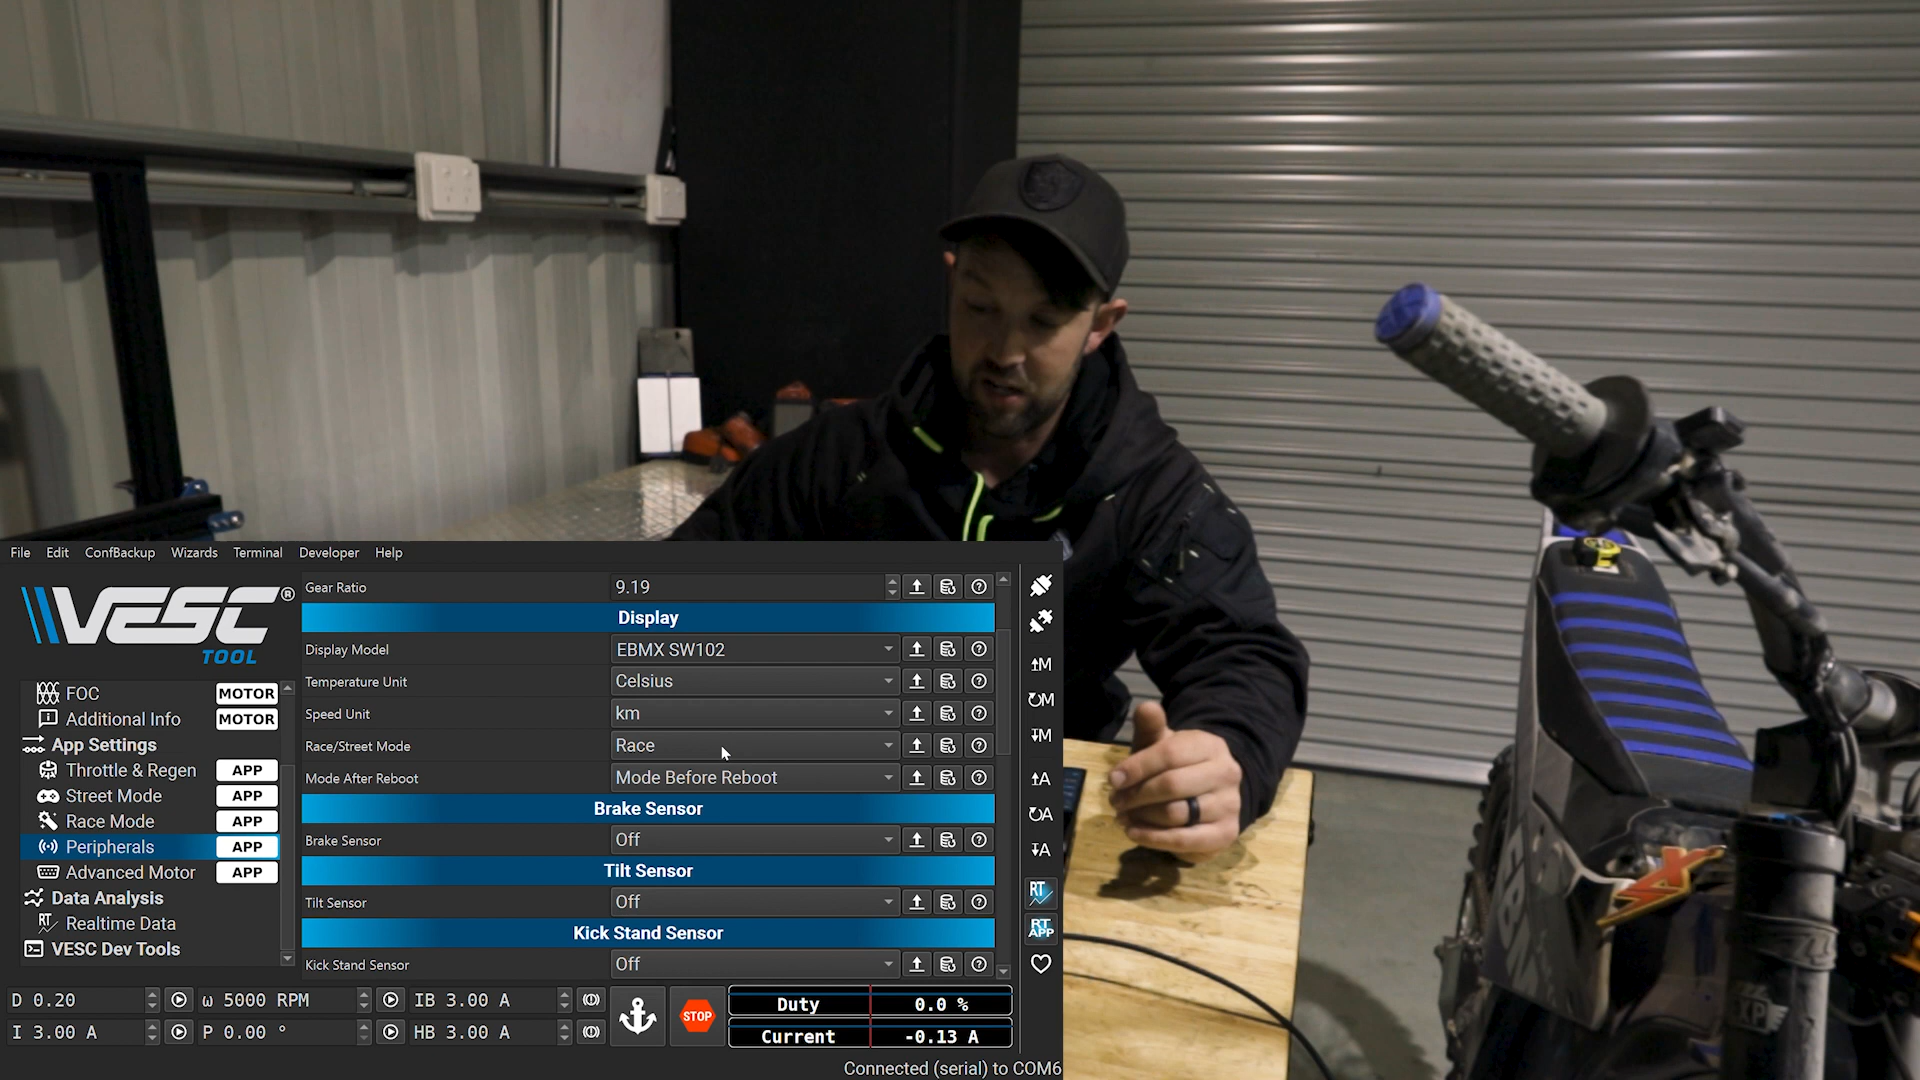 File Edit ConfBackup Wizards Terminal Developer Help
VESC®
TOOL
FOC MOTOR
Additional Info MOTOR
App Settings
Throttle & Regen APP
Street Mode APP
Race Mode APP
Peripherals APP
Advanced Motor APP
Data Analysis
RT Realtime Data
VESC Dev Tools
Gear Ratio 9.19
Display
Display Model EBMX SW102
Temperature Unit Celsius
Speed Unit km
Race/Street Mode Race
Mode After Reboot Mode Before Reboot
Brake Sensor
Brake Sensor Off
Tilt Sensor
Tilt Sensor Off
Kick Stand Sensor
Kick Stand Sensor Off
M
M
M
A
A
A
RT
RT
APP
D 0.20 ω 5000 RPM IB 3.00 A
I 3.00 A P 0.00 ° HB 3.00 A
STOP
Duty 0.0 %
Current -0.13 A
Connected (serial) to COM6